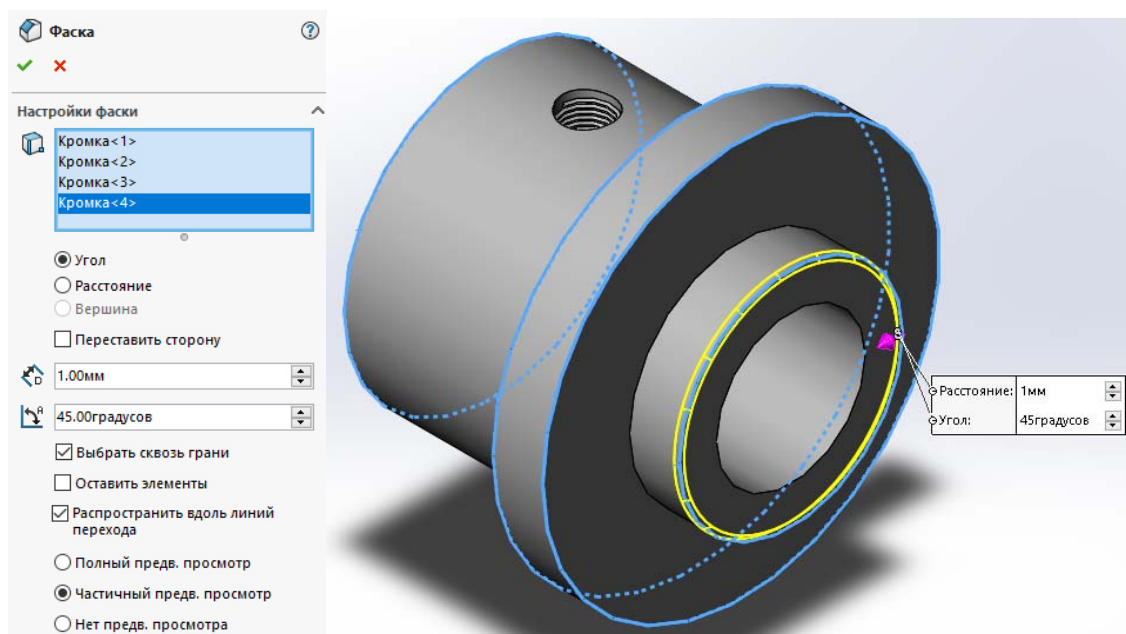 Фаска
Настройки фаски
Кромка<1>
Кромка<2>
Кромка<3>
Кромка<4>
Угол
Расстояние
Вершина
Переставить сторону
1.00мм
45.00градусов
Выбрать сквозь грани
Оставить элементы
Распространить вдоль линий
перехода
Полный предв. просмотр
Частичный предв. просмотр
Нет предв. просмотра
Расстояние: 1мм
Угол: 45градусов